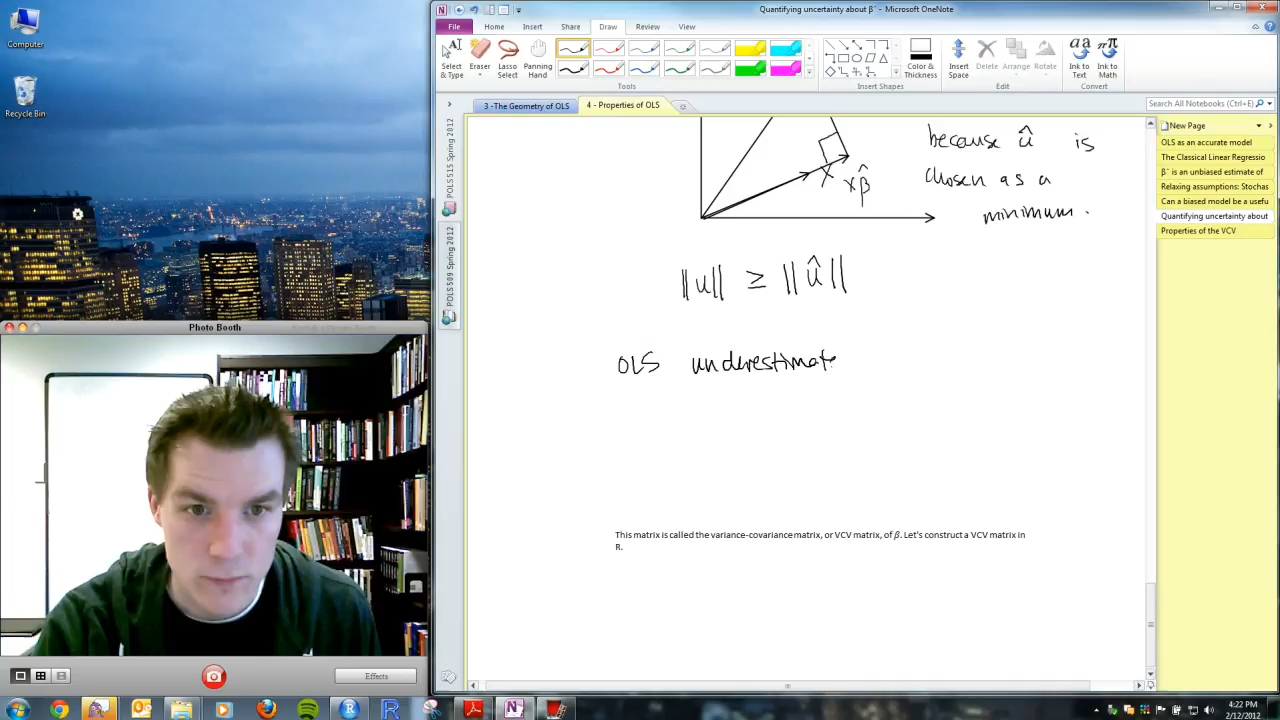 Computer
Recycle Bin
Quantifying uncertainty about β^ - Microsoft OneNote
File Home Insert Share Draw Review View
Select & Type
Eraser
Lasso Select
Panning Hand
Color & Thickness
Insert Space
Delete
Arrange
Rotate
Ink to Text
Ink to Math
Tools
Insert Shapes
Edit
Convert
3 -The Geometry of OLS
4 - Properties of OLS
Search All Notebooks (Ctrl+E)
POLS 515 Spring 2012
POLS 509 Spring 2012
New Page
OLS as an accurate model
The Classical Linear Regressio
β^ is an unbiased estimate of
Relaxing assumptions: Stochas
Can a biased model be a usefu
Quantifying uncertainty about
Properties of the VCV
because û is
chosen as a
minimum.
X
Xβ̂
||u|| ≥ ||û||
OLS underestimate
This matrix is called the variance-covariance matrix, or VCV matrix, of β. Let's construct a VCV matrix in
R.
Photo Booth
Effects
4:22 PM
2/12/2012